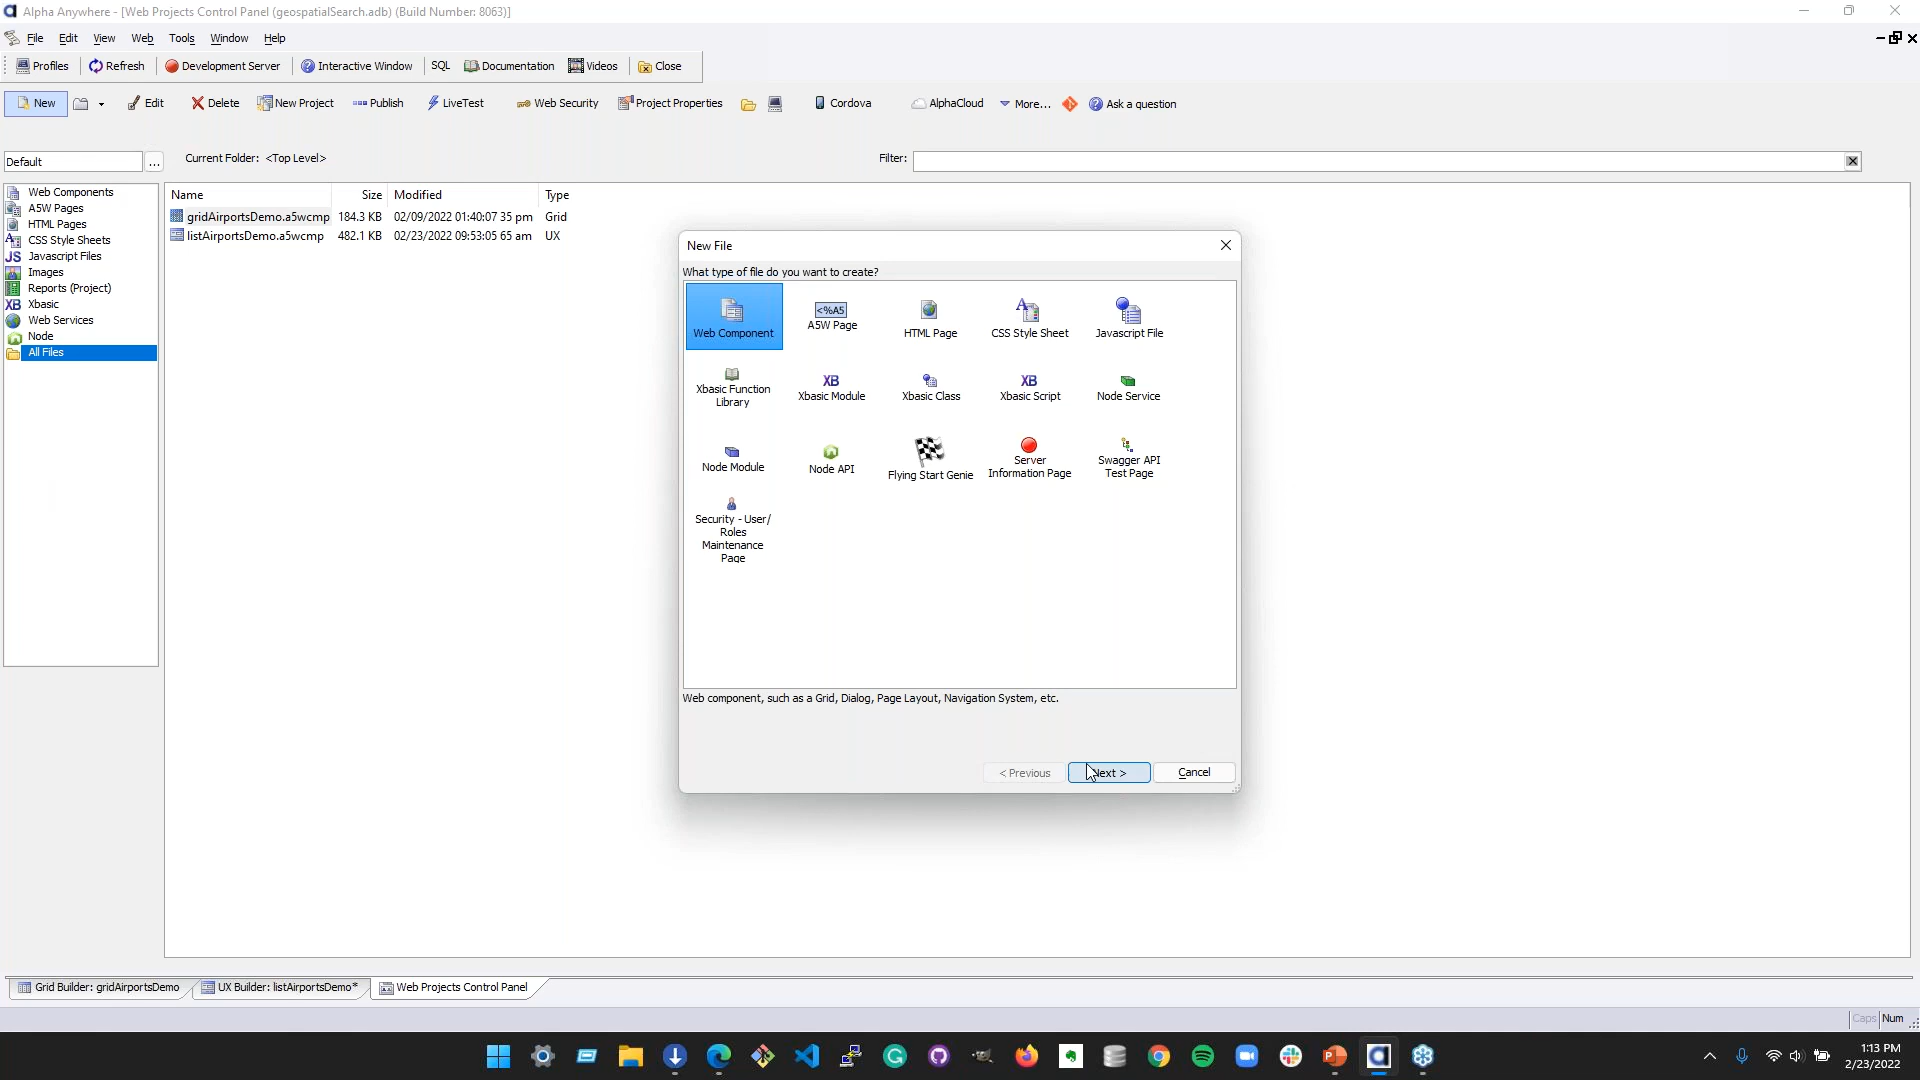 Alpha Anywhere - [Web Projects Control Panel (geospatialSearch.adb) (Build Number: 8063)]
File Edit View Web Tools Window Help
Profiles Refresh Development Server Interactive Window SQL Documentation Videos Close
New Edit Delete New Project Publish LiveTest Web Security Project Properties Cordova AlphaCloud More... Ask a question
Default ... Current Folder: <Top Level> Filter:
Web Components
A5W Pages
HTML Pages
CSS Style Sheets
JS Javascript Files
Images
Reports (Project)
XB Xbasic
Web Services
Node
All Files
Name Size Modified Type
gridAirportsDemo.a5wcmp 184.3 KB 02/09/2022 01:40:07 35 pm Grid
listAirportsDemo.a5wcmp 482.1 KB 02/23/2022 09:53:05 65 am UX
New File
What type of file do you want to create?
Web Component
<%A5
A5W Page
HTML Page
CSS Style Sheet
Javascript File
Xbasic Function
Library
XB
Xbasic Module
Xbasic Class
XB
Xbasic Script
Node Service
Node Module
Node API
Flying Start Genie
Server
Information Page
Swagger API
Test Page
Security - User/
Roles
Maintenance
Page
Web component, such as a Grid, Dialog, Page Layout, Navigation System, etc.
< Previous Next > Cancel
Grid Builder: gridAirportsDemo UX Builder: listAirportsDemo* Web Projects Control Panel
Caps Num
1:13 PM
2/23/2022